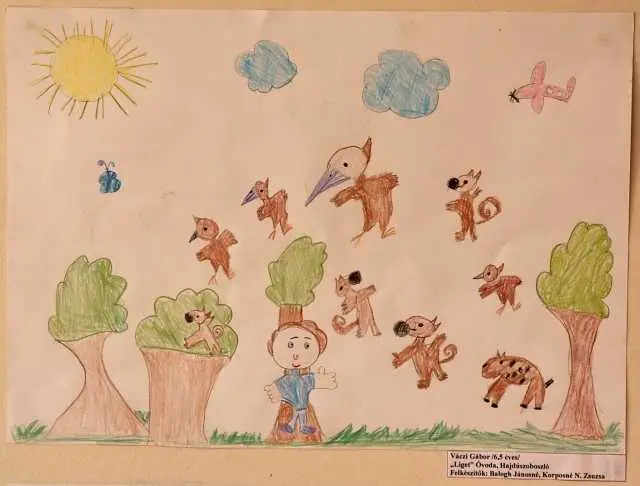 Váczi Gábor /6,5 éves/
„Liget” Óvoda, Hajdúszoboszló
Felkészítők: Balogh Jánosné, Korposné N. Zsuzsa